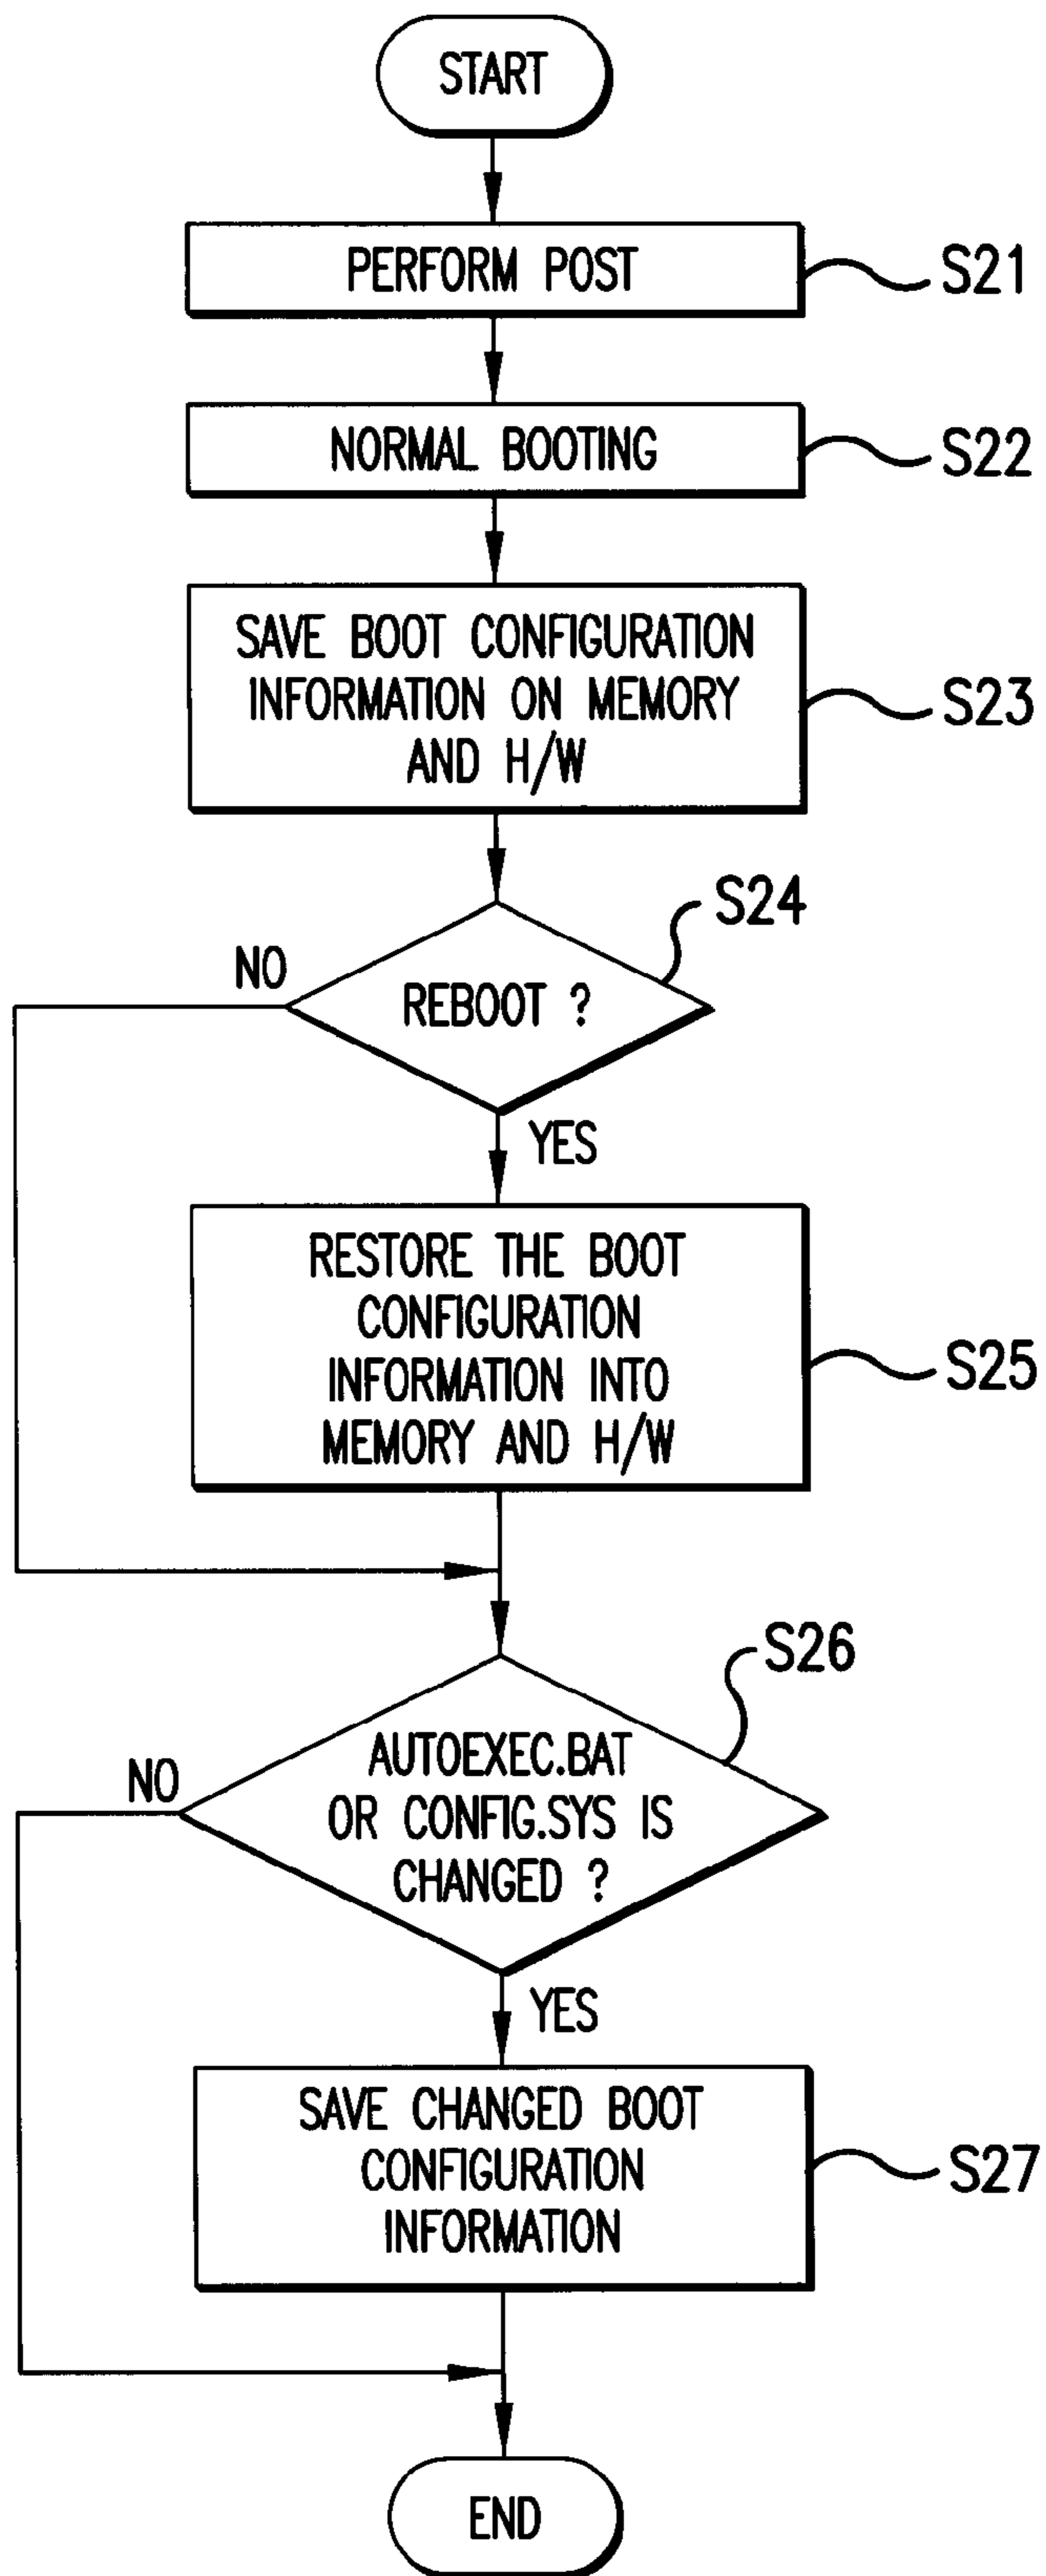 START
PERFORM POST
S21
NORMAL BOOTING
S22
SAVE BOOT CONFIGURATION
INFORMATION ON MEMORY
AND H/W
S23
S24
NO
REBOOT ?
YES
RESTORE THE BOOT
CONFIGURATION
INFORMATION INTO
MEMORY AND H/W
S25
S26
NO
AUTOEXEC.BAT
OR CONFIG.SYS IS
CHANGED ?
YES
SAVE CHANGED BOOT
CONFIGURATION
INFORMATION
S27
END